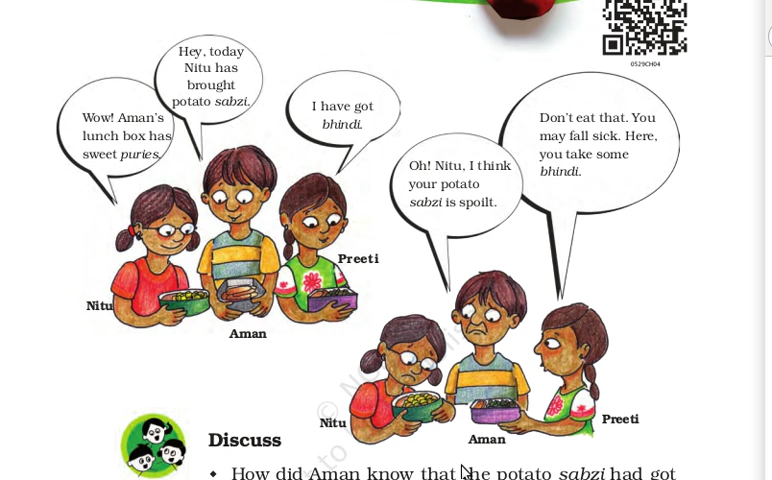 0529CH04
Hey, today
Nitu has
brought
potato sabzi.
Wow! Aman's
lunch box has
sweet puries.
I have got
bhindi.
Don't eat that. You
may fall sick. Here,
you take some
bhindi.
Oh! Nitu, I think
your potato
sabzi is spoilt.
Preeti
Nitu
Aman
Nitu
Aman
Preeti
Discuss
◆ How did Aman know that the potato sabzi had got